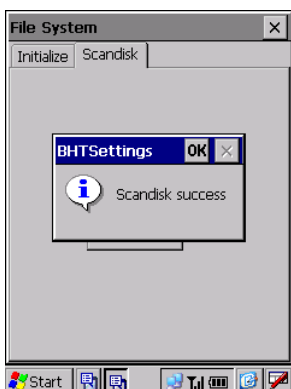 File System
Initialize Scandisk
BHTSettings OK
Scandisk success
Start